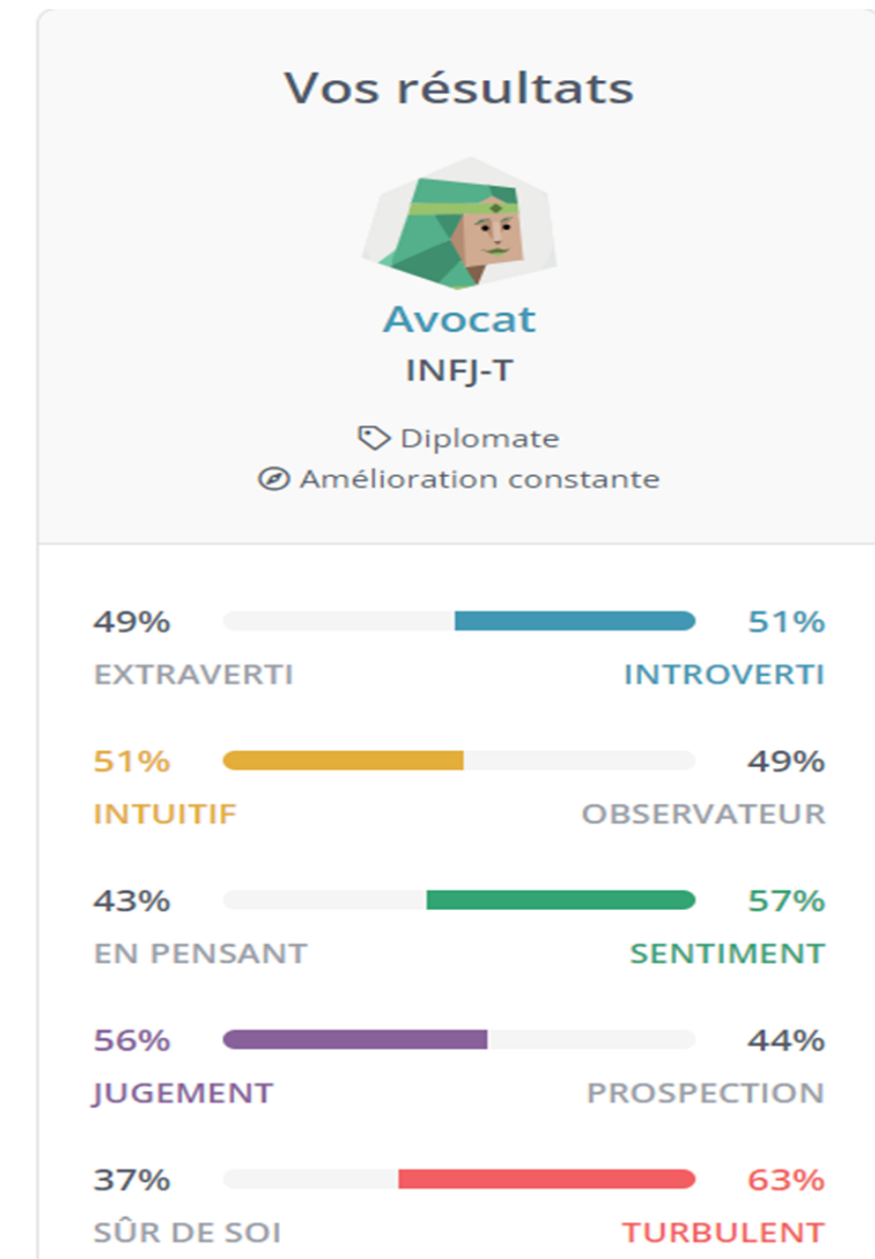 Vos résultats
Avocat
INFJ-T
Diplomate
Amélioration constante
49% 51%
EXTRAVERTI INTROVERTI
51% 49%
INTUITIF OBSERVATEUR
43% 57%
EN PENSANT SENTIMENT
56% 44%
JUGEMENT PROSPECTION
37% 63%
SÛR DE SOI TURBULENT